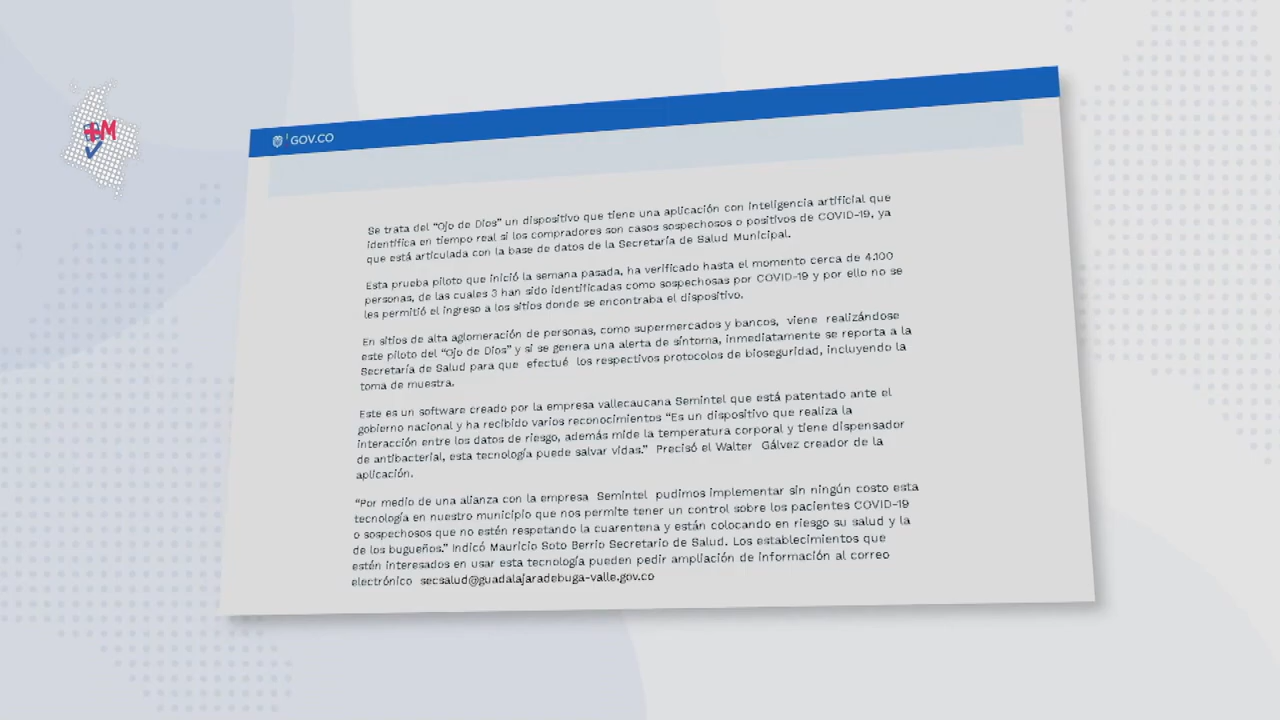 +M
GOV.CO
Se trata del “Ojo de Dios” un dispositivo que tiene una aplicación con inteligencia artificial que
identifica en tiempo real si los compradores son casos sospechosos o positivos de COVID-19, ya
que está articulada con la base de datos de la Secretaría de Salud Municipal.
Esta prueba piloto que inició la semana pasada, ha verificado hasta el momento cerca de 4.100
personas, de las cuales 3 han sido identificadas como sospechosas por COVID-19 y por ello no se
les permitió el ingreso a los sitios donde se encontraba el dispositivo.
En sitios de alta aglomeración de personas, como supermercados y bancos, viene realizándose
este piloto del “Ojo de Dios” y si se genera una alerta de síntoma, inmediatamente se reporta a la
Secretaría de Salud para que efectué los respectivos protocolos de bioseguridad, incluyendo la
toma de muestra.
Este es un software creado por la empresa vallecaucana Semintel que está patentado ante el
gobierno nacional y ha recibido varios reconocimientos “Es un dispositivo que realiza la
interacción entre los datos de riesgo, además mide la temperatura corporal y tiene dispensador
de antibacterial, esta tecnología puede salvar vidas.” Precisó el Walter Gálvez creador de la
aplicación.
“Por medio de una alianza con la empresa Semintel pudimos implementar sin ningún costo esta
tecnología en nuestro municipio que nos permite tener un control sobre los pacientes COVID-19
o sospechosos que no estén respetando la cuarentena y están colocando en riesgo su salud y la
de los bugueños.” Indicó Mauricio Soto Berrio Secretario de Salud. Los establecimientos que
estén interesados en usar esta tecnología pueden pedir ampliación de información al correo
electrónico secsalud@guadalajaradebuga-valle.gov.co